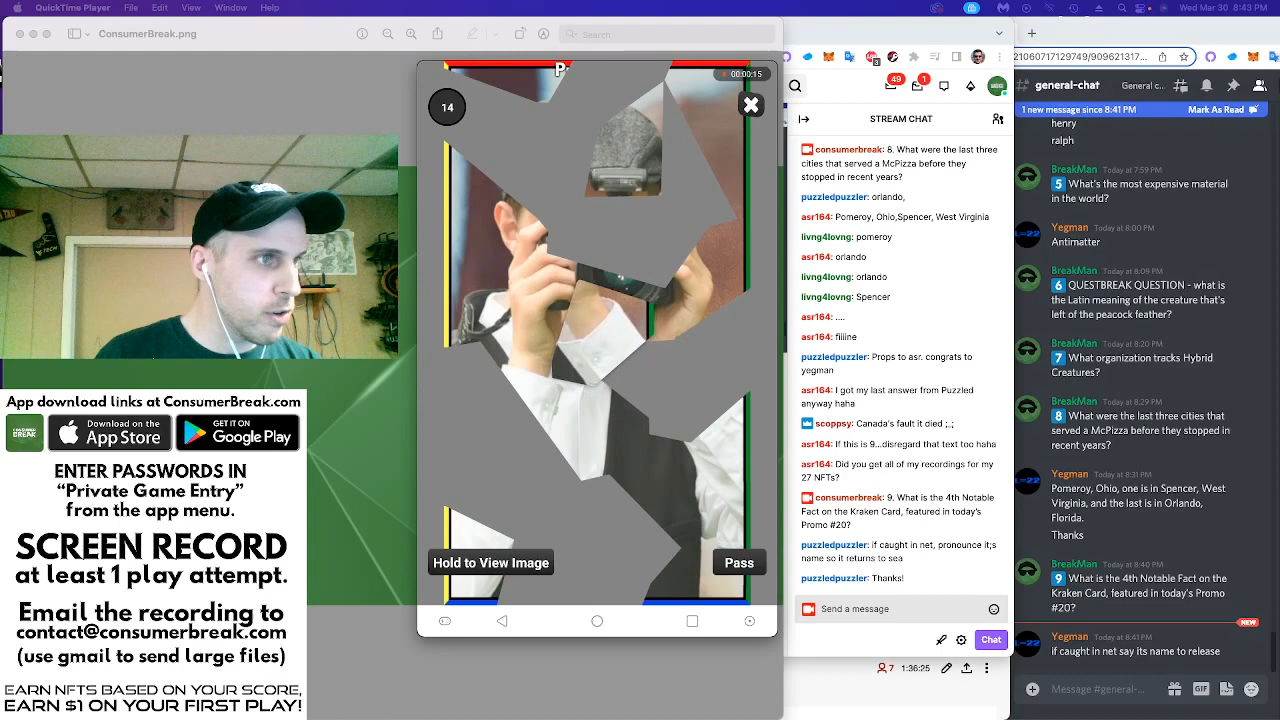 QuickTime Player File Edit View Window Help
Wed Mar 30 8:43 PM
ConsumerBreak.png
Search
21060717129749/909621317...
00:00:15
14
P
Hold to View Image
Pass
App download links at ConsumerBreak.com
CONSUMER BREAK
Download on the
App Store
GET IT ON
Google Play
ENTER PASSWORDS IN
“Private Game Entry”
from the app menu.
SCREEN RECORD
at least 1 play attempt.
Email the recording to
contact@consumerbreak.com
(use gmail to send large files)
EARN NFTS BASED ON YOUR SCORE,
EARN $1 ON YOUR FIRST PLAY!
49
1
STREAM CHAT
consumerbreak: 8. What were the last three
cities that served a McPizza before they
stopped in recent years?
puzzledpuzzler: orlando,
asr164: Pomeroy, Ohio,Spencer, West Virginia
livng4lovng: pomeroy
asr164: orlando
livng4lovng: orlando
livng4lovng: Spencer
asr164: ....
asr164: fiiiine
puzzledpuzzler: Props to asr. congrats to
yegman
asr164: I got my last answer from Puzzled
anyway haha
scoppsy: Canada's fault it died ;_;
asr164: If this is 9...disregard that text too haha
asr164: Did you get all of my recordings for my
27 NFTs?
consumerbreak: 9. What is the 4th Notable
Fact on the Kraken Card, featured in today's
Promo #20?
puzzledpuzzler: if caught in net, pronounce it;s
name so it returns to sea
puzzledpuzzler: Thanks!
Send a message
Chat
7 1:36:25
general-chat General c...
1 new message since 8:41 PM Mark As Read
henry
ralph
BreakMan Today at 7:59 PM
5 What's the most expensive material
in the world?
Yegman Today at 8:00 PM
Antimatter
BreakMan Today at 8:09 PM
6 QUESTBREAK QUESTION - what is
the Latin meaning of the creature that's
left of the peacock feather?
BreakMan Today at 8:20 PM
7 What organization tracks Hybrid
Creatures?
BreakMan Today at 8:29 PM
8 What were the last three cities that
served a McPizza before they stopped in
recent years?
Yegman Today at 8:31 PM
Pomeroy, Ohio, one is in Spencer, West
Virginia, and the last is in Orlando,
Florida.
Thanks
BreakMan Today at 8:40 PM
9 What is the 4th Notable Fact on the
Kraken Card, featured in today's Promo
#20?
NEW
Yegman Today at 8:41 PM
if caught in net say its name to release
Message #general-...
GIF